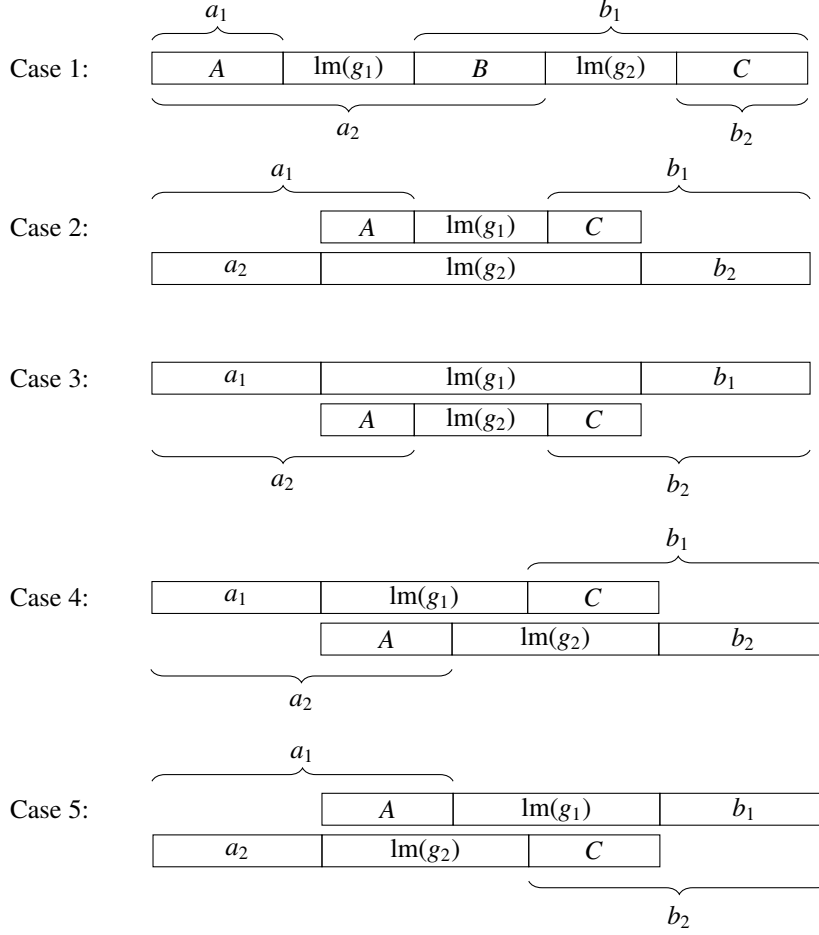 a₁ b₁
Case 1: A lm(g₁) B lm(g₂) C
a₂ b₂
a₁ b₁
Case 2: A lm(g₁) C
a₂ lm(g₂) b₂
Case 3: a₁ lm(g₁) b₁
A lm(g₂) C
a₂ b₂
b₁
Case 4: a₁ lm(g₁) C
A lm(g₂) b₂
a₂
a₁
Case 5: A lm(g₁) b₁
a₂ lm(g₂) C
b₂